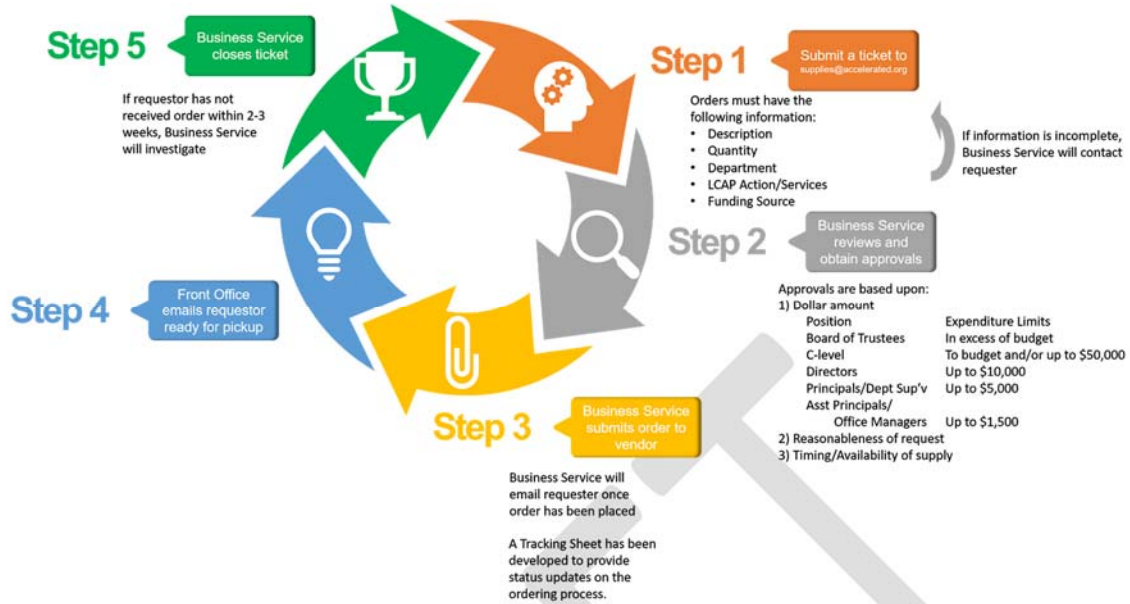 Step 1
Submit a ticket to
supplies@accelerated.org
Orders must have the
following information:
• Description
• Quantity
• Department
• LCAP Action/Services
• Funding Source
If information is incomplete,
Business Service will contact
requester
Step 2
Business Service
reviews and
obtain approvals
Approvals are based upon:
1) Dollar amount
Position Expenditure Limits
Board of Trustees In excess of budget
C-level To budget and/or up to $50,000
Directors Up to $10,000
Principals/Dept Sup'v Up to $5,000
Asst Principals/
Office Managers Up to $1,500
2) Reasonableness of request
3) Timing/Availability of supply
Step 3
Business Service
submits order to
vendor
Business Service will
email requester once
order has been placed
A Tracking Sheet has been
developed to provide
status updates on the
ordering process.
Step 4
Front Office
emails requestor
ready for pickup
Step 5
Business Service
closes ticket
If requestor has not
received order within 2-3
weeks, Business Service
will investigate